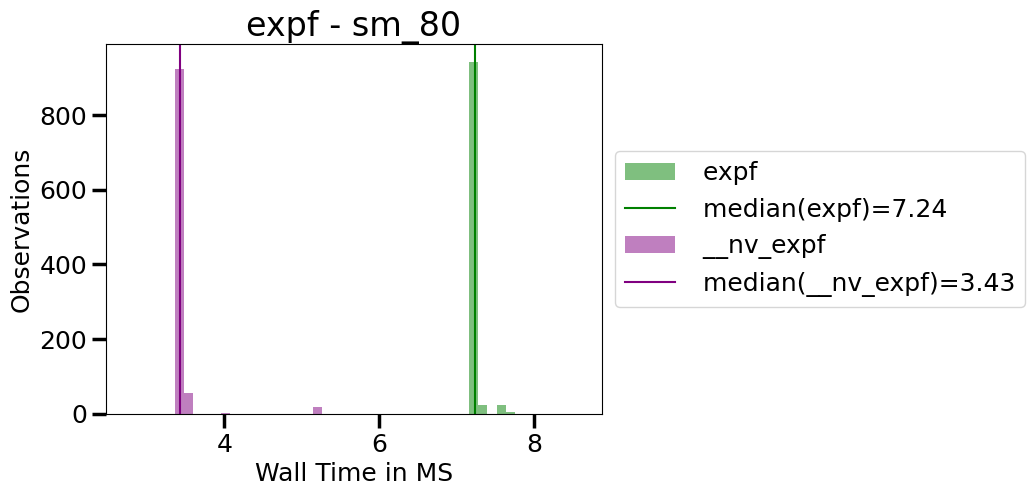 expf - sm_80
Observations
800
600
400
200
0
4
6
8
Wall Time in MS
expf
median(expf)=7.24
__nv_expf
median(__nv_expf)=3.43